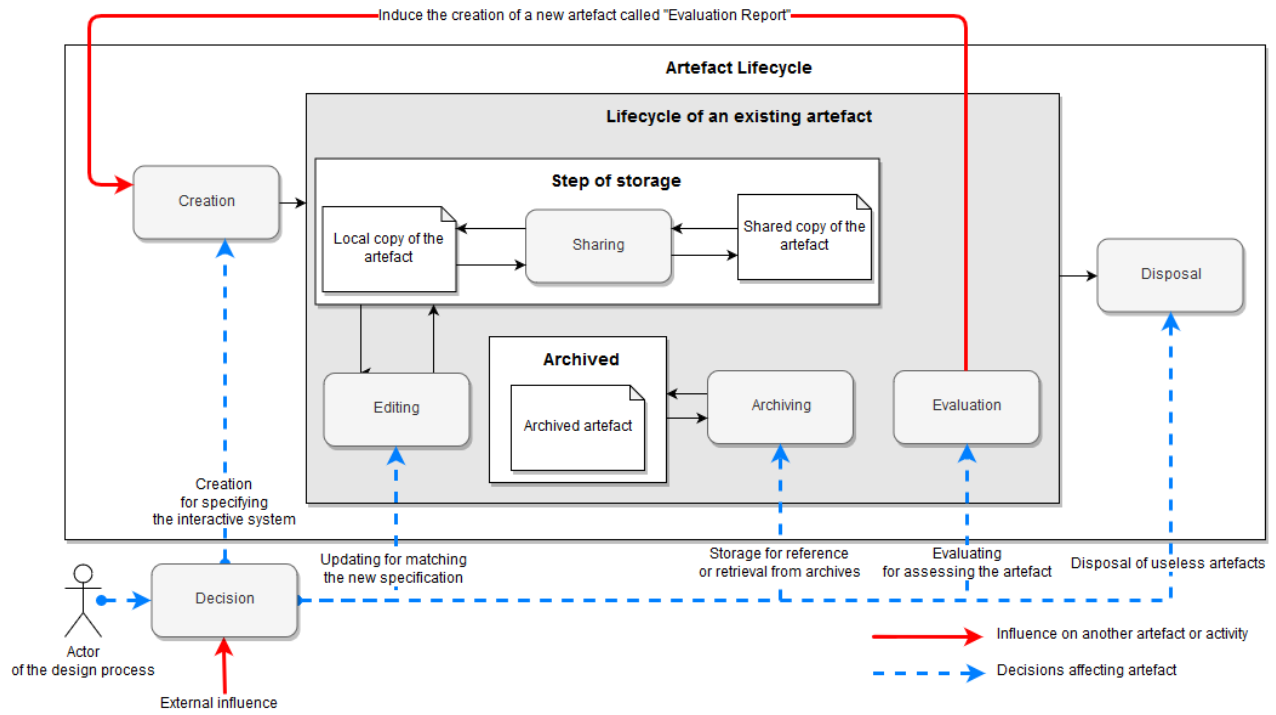 Induce the creation of a new artefact called "Evaluation Report"
Artefact Lifecycle
Lifecycle of an existing artefact
Step of storage
Creation
Local copy of the
artefact
Sharing
Shared copy of the
artefact
Disposal
Archived
Archived artefact
Editing
Archiving
Evaluation
Creation
for specifying
the interactive system
Updating for matching
the new specification
Storage for reference
or retrieval from archives
Evaluating
for assessing the artefact
Disposal of useless artefacts
Decision
Actor
of the design process
External influence
Influence on another artefact or activity
Decisions affecting artefact